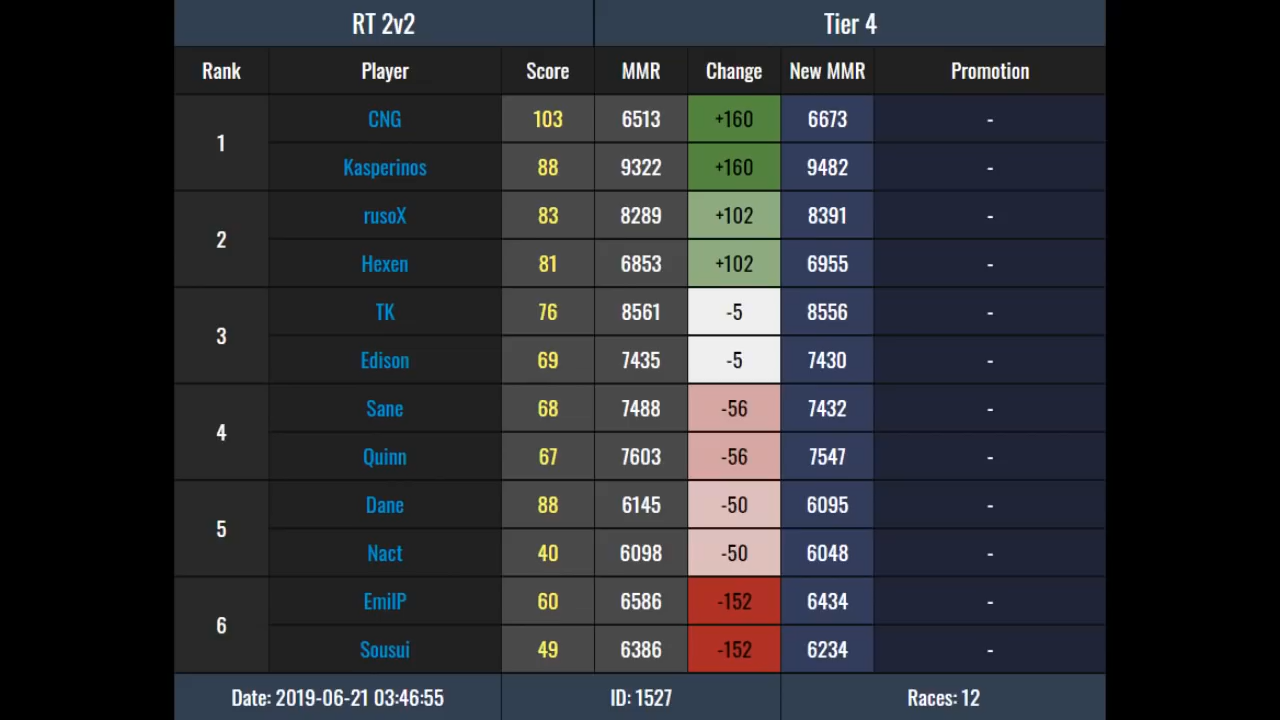 RT 2v2 Tier 4
Rank Player Score MMR Change New MMR Promotion
1
CNG 103 6513 +160 6673 -
Kasperinos 88 9322 +160 9482 -
2
rusoX 83 8289 +102 8391 -
Hexen 81 6853 +102 6955 -
3
TK 76 8561 -5 8556 -
Edison 69 7435 -5 7430 -
4
Sane 68 7488 -56 7432 -
Quinn 67 7603 -56 7547 -
5
Dane 88 6145 -50 6095 -
Nact 40 6098 -50 6048 -
6
EmilP 60 6586 -152 6434 -
Sousui 49 6386 -152 6234 -
Date: 2019-06-21 03:46:55 ID: 1527 Races: 12